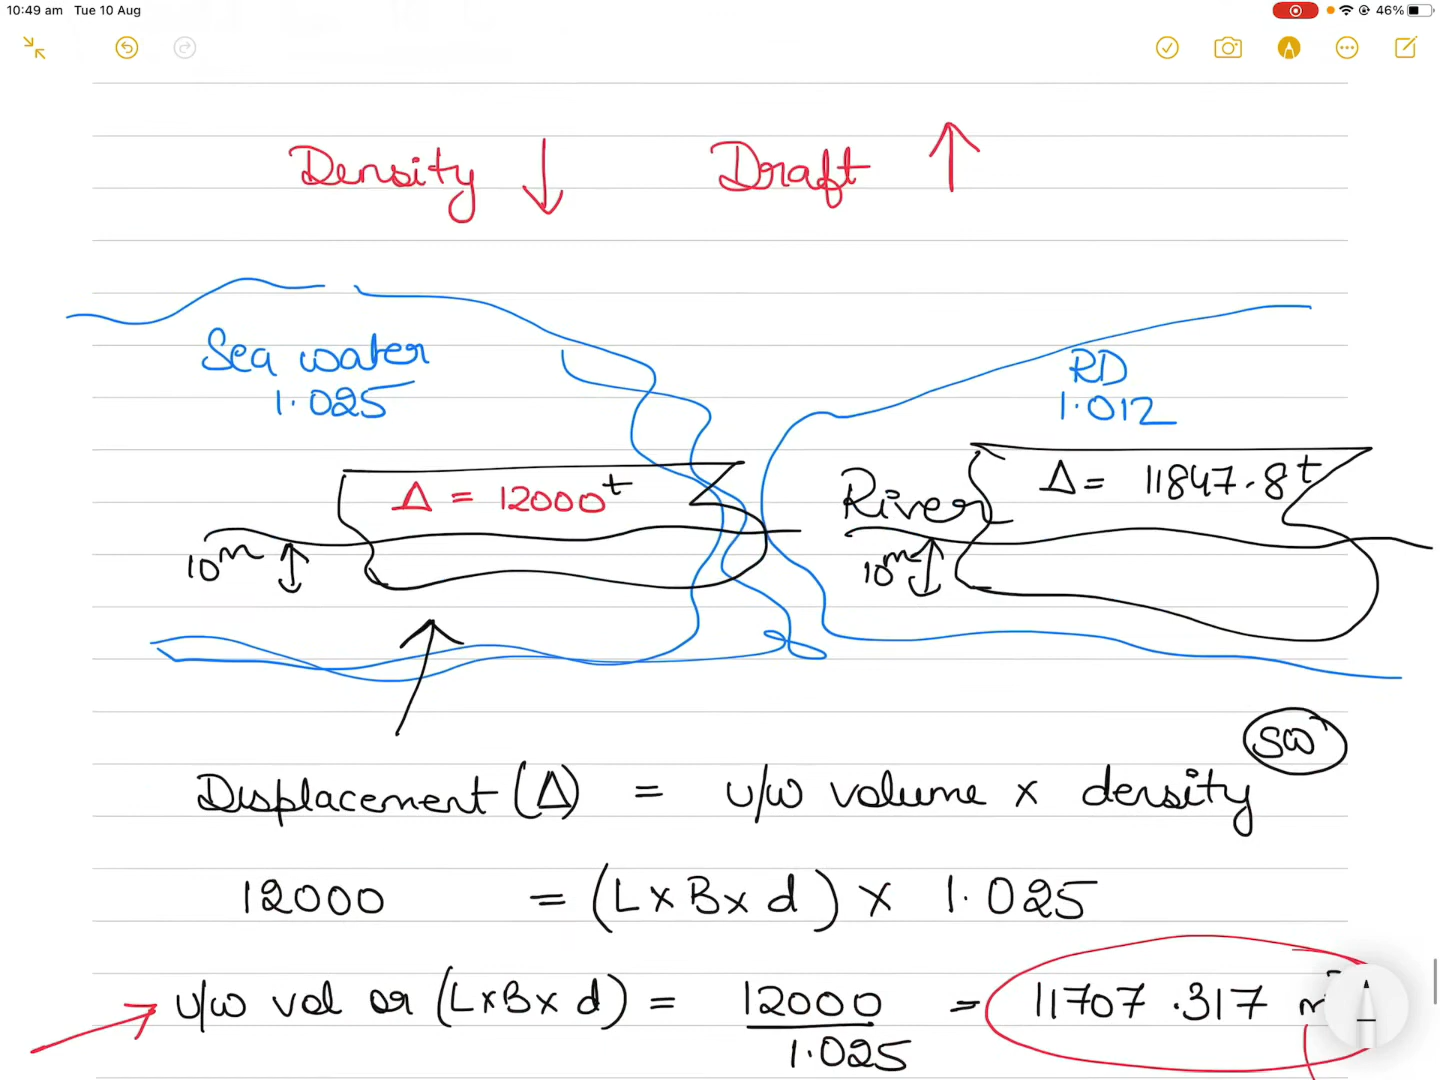 10:49 am Tue 10 Aug
46%
Density ↓ Draft ↑
Sea water
1.025
RD
1.012
Δ = 12000t
River
Δ = 11847.8t
10m
10m
SW
Displacement (Δ) = u/w volume × density
12000 = (L×B×d) × 1.025
u/w vol or (L×B×d) = 12000 = 11707.317 m
1.025